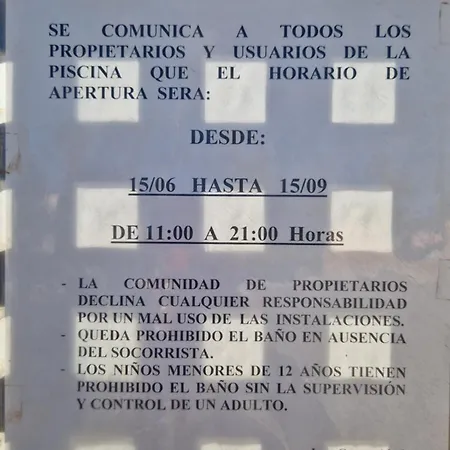 SE COMUNICA A TODOS LOS
PROPIETARIOS Y USUARIOS DE LA
PISCINA QUE EL HORARIO DE
APERTURA SERA:
DESDE:
15/06 HASTA 15/09
DE 11:00 A 21:00 Horas
- LA COMUNIDAD DE PROPIETARIOS
DECLINA CUALQUIER RESPONSABILIDAD
POR UN MAL USO DE LAS INSTALACIONES.
- QUEDA PROHIBIDO EL BAÑO EN AUSENCIA
DEL SOCORRISTA.
- LOS NIÑOS MENORES DE 12 AÑOS TIENEN
PROHIBIDO EL BAÑO SIN LA SUPERVISIÓN
Y CONTROL DE UN ADULTO.